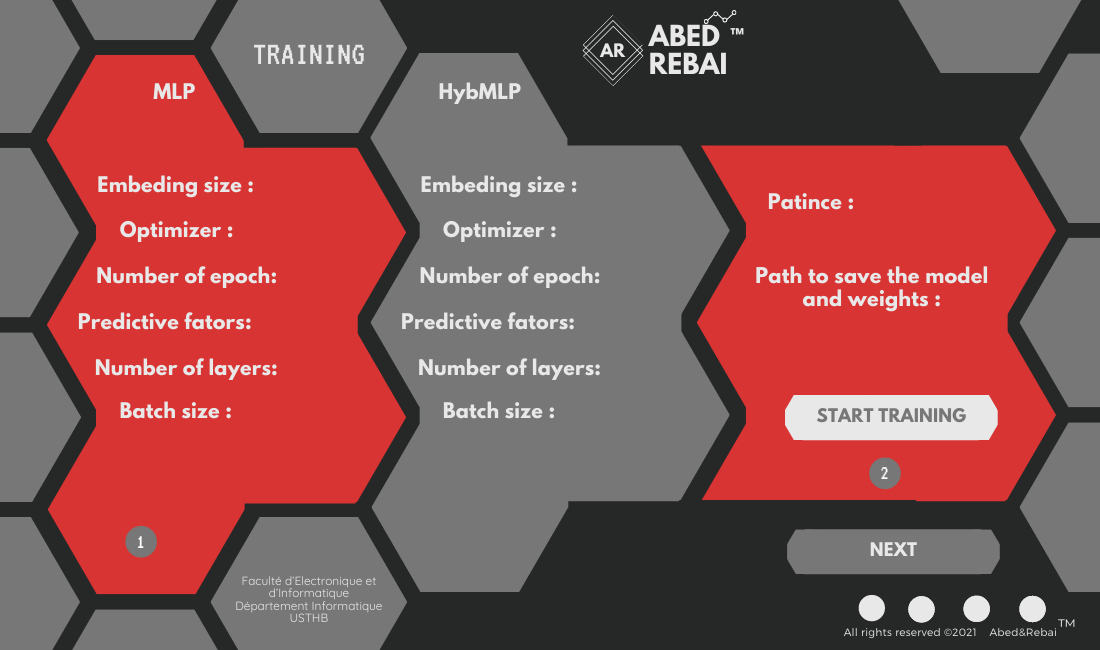 TRAINING
AR
ABED ™
REBAI
MLP
Embeding size :
Optimizer :
Number of epoch:
Predictive fators:
Number of layers:
Batch size :
1
HybMLP
Embeding size :
Optimizer :
Number of epoch:
Predictive fators:
Number of layers:
Batch size :
Patince :
Path to save the model
and weights :
START TRAINING
2
NEXT
Faculté d'Electronique et
d'Informatique
Département Informatique
USTHB
All rights reserved ©2021 Abed&Rebai ™